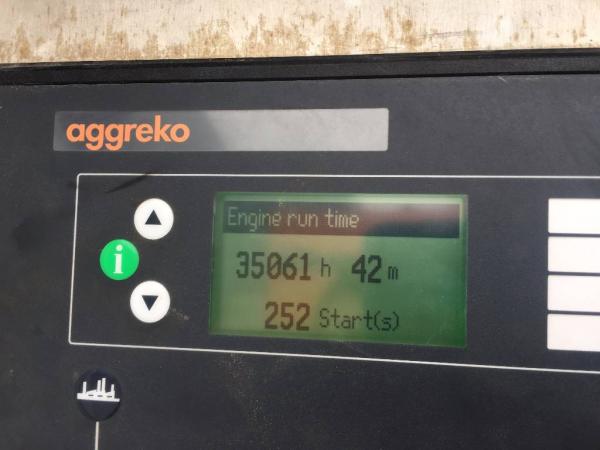 aggreko
Engine run time
35061 h 42 m
252 Start(s)
i